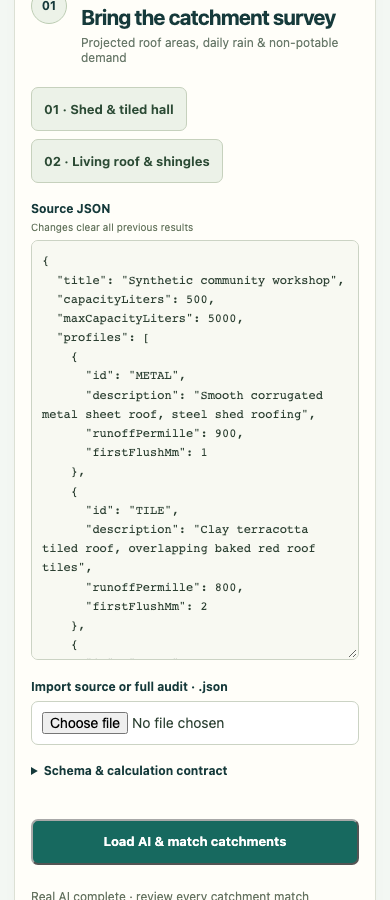 01
Bring the catchment survey
Projected roof areas, daily rain & non-potable
demand
01 · Shed & tiled hall
02 · Living roof & shingles
Source JSON
Changes clear all previous results
{
"title": "Synthetic community workshop",
"capacityLiters": 500,
"maxCapacityLiters": 5000,
"profiles": [
{
"id": "METAL",
"description": "Smooth corrugated
metal sheet roof, steel shed roofing",
"runoffPermille": 900,
"firstFlushMm": 1
},
{
"id": "TILE",
"description": "Clay terracotta
tiled roof, overlapping baked red roof
tiles",
"runoffPermille": 800,
"firstFlushMm": 2
},
{
Import source or full audit · .json
Choose file No file chosen
Schema & calculation contract
Load AI & match catchments
Real AI complete · review every catchment match